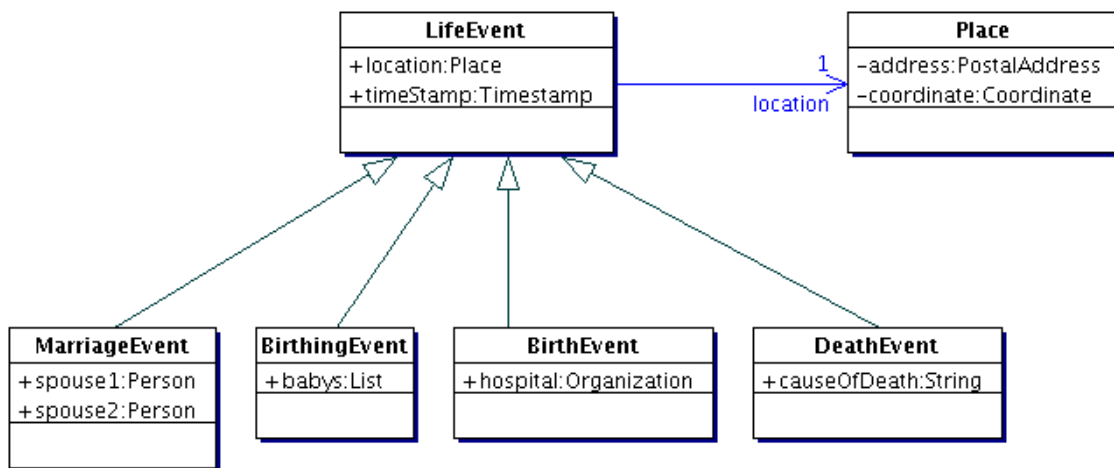 LifeEvent
+location:Place
+timeStamp:Timestamp
1
location
Place
-address:PostalAddress
-coordinate:Coordinate
MarriageEvent
+spouse1:Person
+spouse2:Person
BirthingEvent
+babys:List
BirthEvent
+hospital:Organization
DeathEvent
+causeOfDeath:String